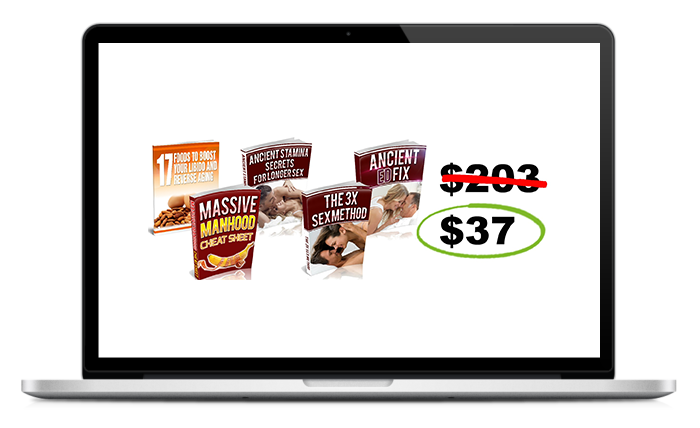 17
FOODS TO BOOST
YOUR LIBIDO AND
REVERSE AGING
ANCIENT STAMINA
SECRETS
FOR LONGER SEX
ANCIENT
ED FIX
MASSIVE
MANHOOD
CHEAT SHEET
THE 3X
SEX METHOD
$203
$37